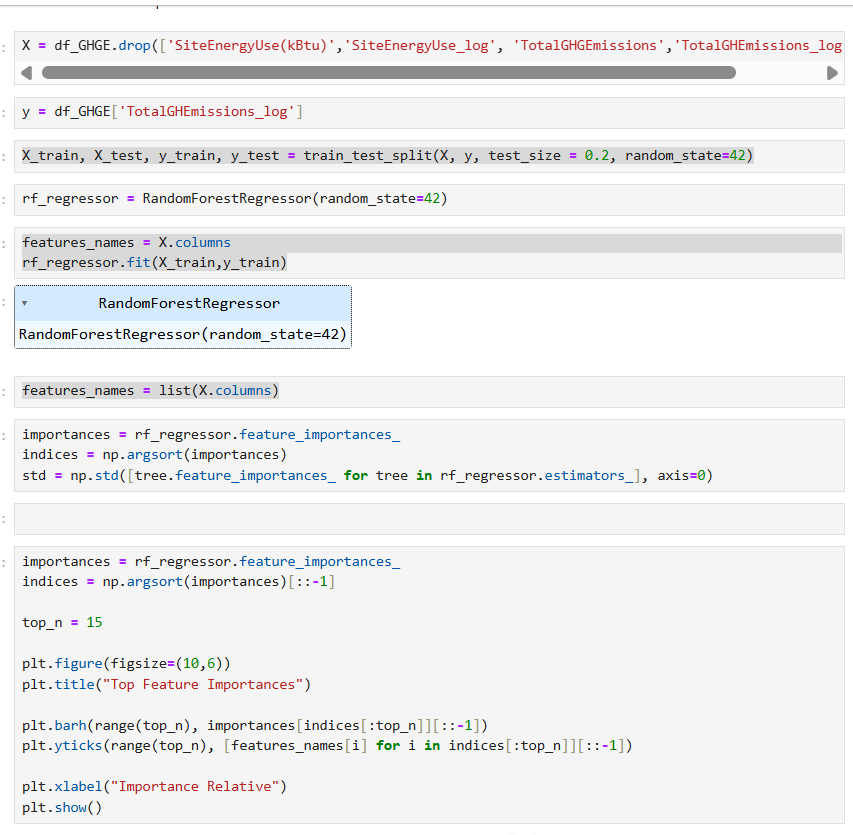 X = df_GHGE.drop(['SiteEnergyUse(kBtu)','SiteEnergyUse_log', 'TotalGHGEmissions','TotalGHEmissions_log
y = df_GHGE['TotalGHEmissions_log']
X_train, X_test, y_train, y_test = train_test_split(X, y, test_size = 0.2, random_state=42)
rf_regressor = RandomForestRegressor(random_state=42)
features_names = X.columns
rf_regressor.fit(X_train,y_train)
RandomForestRegressor
RandomForestRegressor(random_state=42)
features_names = list(X.columns)
importances = rf_regressor.feature_importances_
indices = np.argsort(importances)
std = np.std([tree.feature_importances_ for tree in rf_regressor.estimators_], axis=0)
importances = rf_regressor.feature_importances_
indices = np.argsort(importances)[::-1]
top_n = 15
plt.figure(figsize=(10,6))
plt.title("Top Feature Importances")
plt.barh(range(top_n), importances[indices[:top_n]][::-1])
plt.yticks(range(top_n), [features_names[i] for i in indices[:top_n]][::-1])
plt.xlabel("Importance Relative")
plt.show()